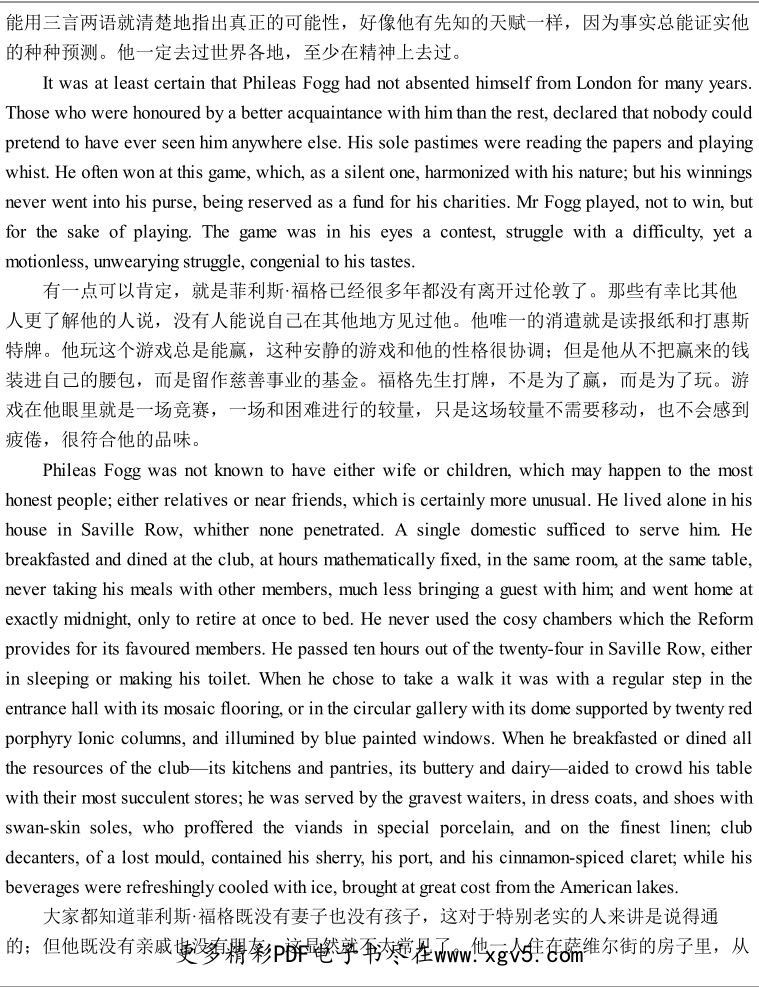 能用三言两语就清楚地指出真正的可能性，好像他有先知的天赋一样，因为事实总能证实他
的种种预测。他一定去过世界各地，至少在精神上去过。
It was at least certain that Phileas Fogg had not absented himself from London for many years.
Those who were honoured by a better acquaintance with him than the rest, declared that nobody could
pretend to have ever seen him anywhere else. His sole pastimes were reading the papers and playing
whist. He often won at this game, which, as a silent one, harmonized with his nature; but his winnings
never went into his purse, being reserved as a fund for his charities. Mr Fogg played, not to win, but
for the sake of playing. The game was in his eyes a contest, struggle with a difficulty, yet a
motionless, unwearying struggle, congenial to his tastes.
有一点可以肯定，就是菲利斯·福格已经很多年都没有离开过伦敦了。那些有幸比其他
人更了解他的人说，没有人能说自己在其他地方见过他。他唯一的消遣就是读报纸和打惠斯
特牌。他玩这个游戏总是能赢，这种安静的游戏和他的性格很协调；但是他从不把赢来的钱
装进自己的腰包，而是留作慈善事业的基金。福格先生打牌，不是为了赢，而是为了玩。游
戏在他眼里就是一场竞赛，一场和困难进行的较量，只是这场较量不需要移动，也不会感到
疲倦，很符合他的品味。
Phileas Fogg was not known to have either wife or children, which may happen to the most
honest people; either relatives or near friends, which is certainly more unusual. He lived alone in his
house in Saville Row, whither none penetrated. A single domestic sufficed to serve him. He
breakfasted and dined at the club, at hours mathematically fixed, in the same room, at the same table,
never taking his meals with other members, much less bringing a guest with him; and went home at
exactly midnight, only to retire at once to bed. He never used the cosy chambers which the Reform
provides for its favoured members. He passed ten hours out of the twenty-four in Saville Row, either
in sleeping or making his toilet. When he chose to take a walk it was with a regular step in the
entrance hall with its mosaic flooring, or in the circular gallery with its dome supported by twenty red
porphyry Ionic columns, and illumined by blue painted windows. When he breakfasted or dined all
the resources of the club—its kitchens and pantries, its buttery and dairy—aided to crowd his table
with their most succulent stores; he was served by the gravest waiters, in dress coats, and shoes with
swan-skin soles, who proffered the viands in special porcelain, and on the finest linen; club
decanters, of a lost mould, contained his sherry, his port, and his cinnamon-spiced claret; while his
beverages were refreshingly cooled with ice, brought at great cost from the American lakes.
大家都知道菲利斯·福格既没有妻子也没有孩子，这对于特别老实的人来讲是说得通
的；但他既没有亲戚也没有朋友，这显然就不太常见了。他一人住在萨维尔街的房子里，从
更多精彩PDF电子书尽在www.xgv5.com